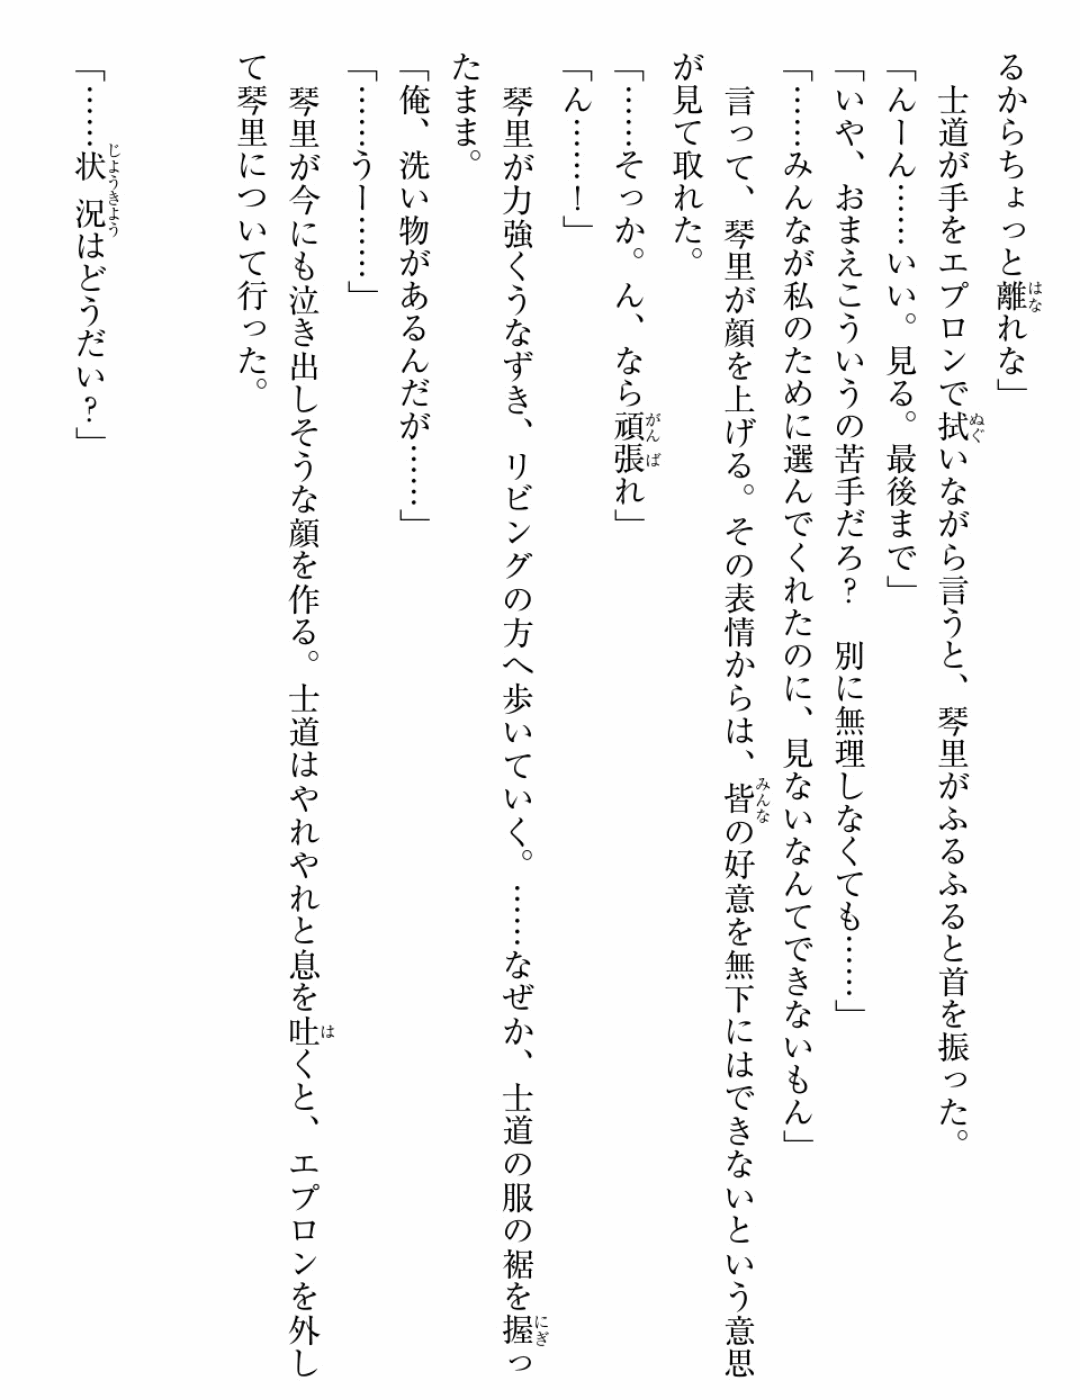 るからちょっと離れな」
士道が手をエプロンで拭いながら言うと、琴里がふるふると首を振った。
「んーん……いい。見る。最後まで」
「いや、おまえこういうの苦手だろ？　別に無理しなくても……」
「……みんなが私のために選んでくれたのに、見ないなんてできないもん」
言って、琴里が顔を上げる。その表情からは、皆の好意を無下にはできないという意思
が見て取れた。
「……そっか。ん、なら頑張れ」
「ん……！」
琴里が力強くうなずき、リビングの方へ歩いていく。……なぜか、士道の服の裾を握っ
たまま。
「俺、洗い物があるんだが……」
「……うー……」
琴里が今にも泣き出しそうな顔を作る。士道はやれやれと息を吐くと、エプロンを外し
て琴里について行った。
「……状況はどうだい？」